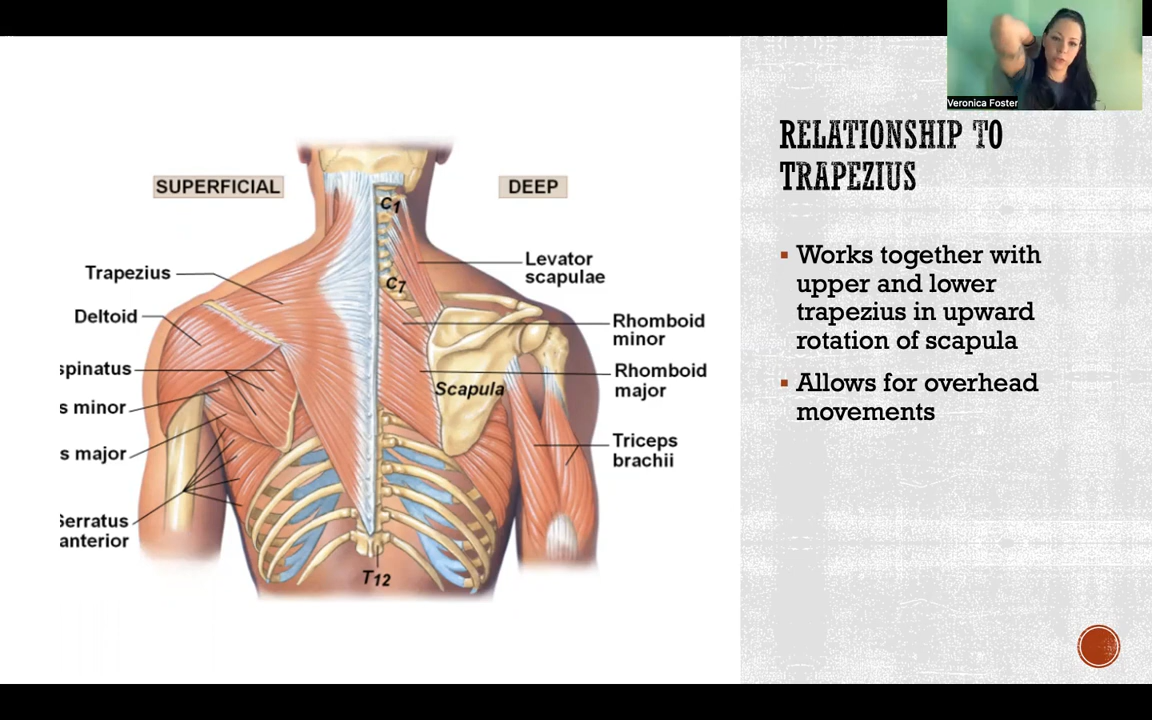 Veronica Foster
RELATIONSHIP TO
TRAPEZIUS
Works together with
upper and lower
trapezius in upward
rotation of scapula
Allows for overhead
movements
SUPERFICIAL
DEEP
C1
C7
Trapezius
Deltoid
spinatus
s minor
s major
Serratus
anterior
Levator
scapulae
Rhomboid
minor
Rhomboid
major
Scapula
Triceps
brachii
T12